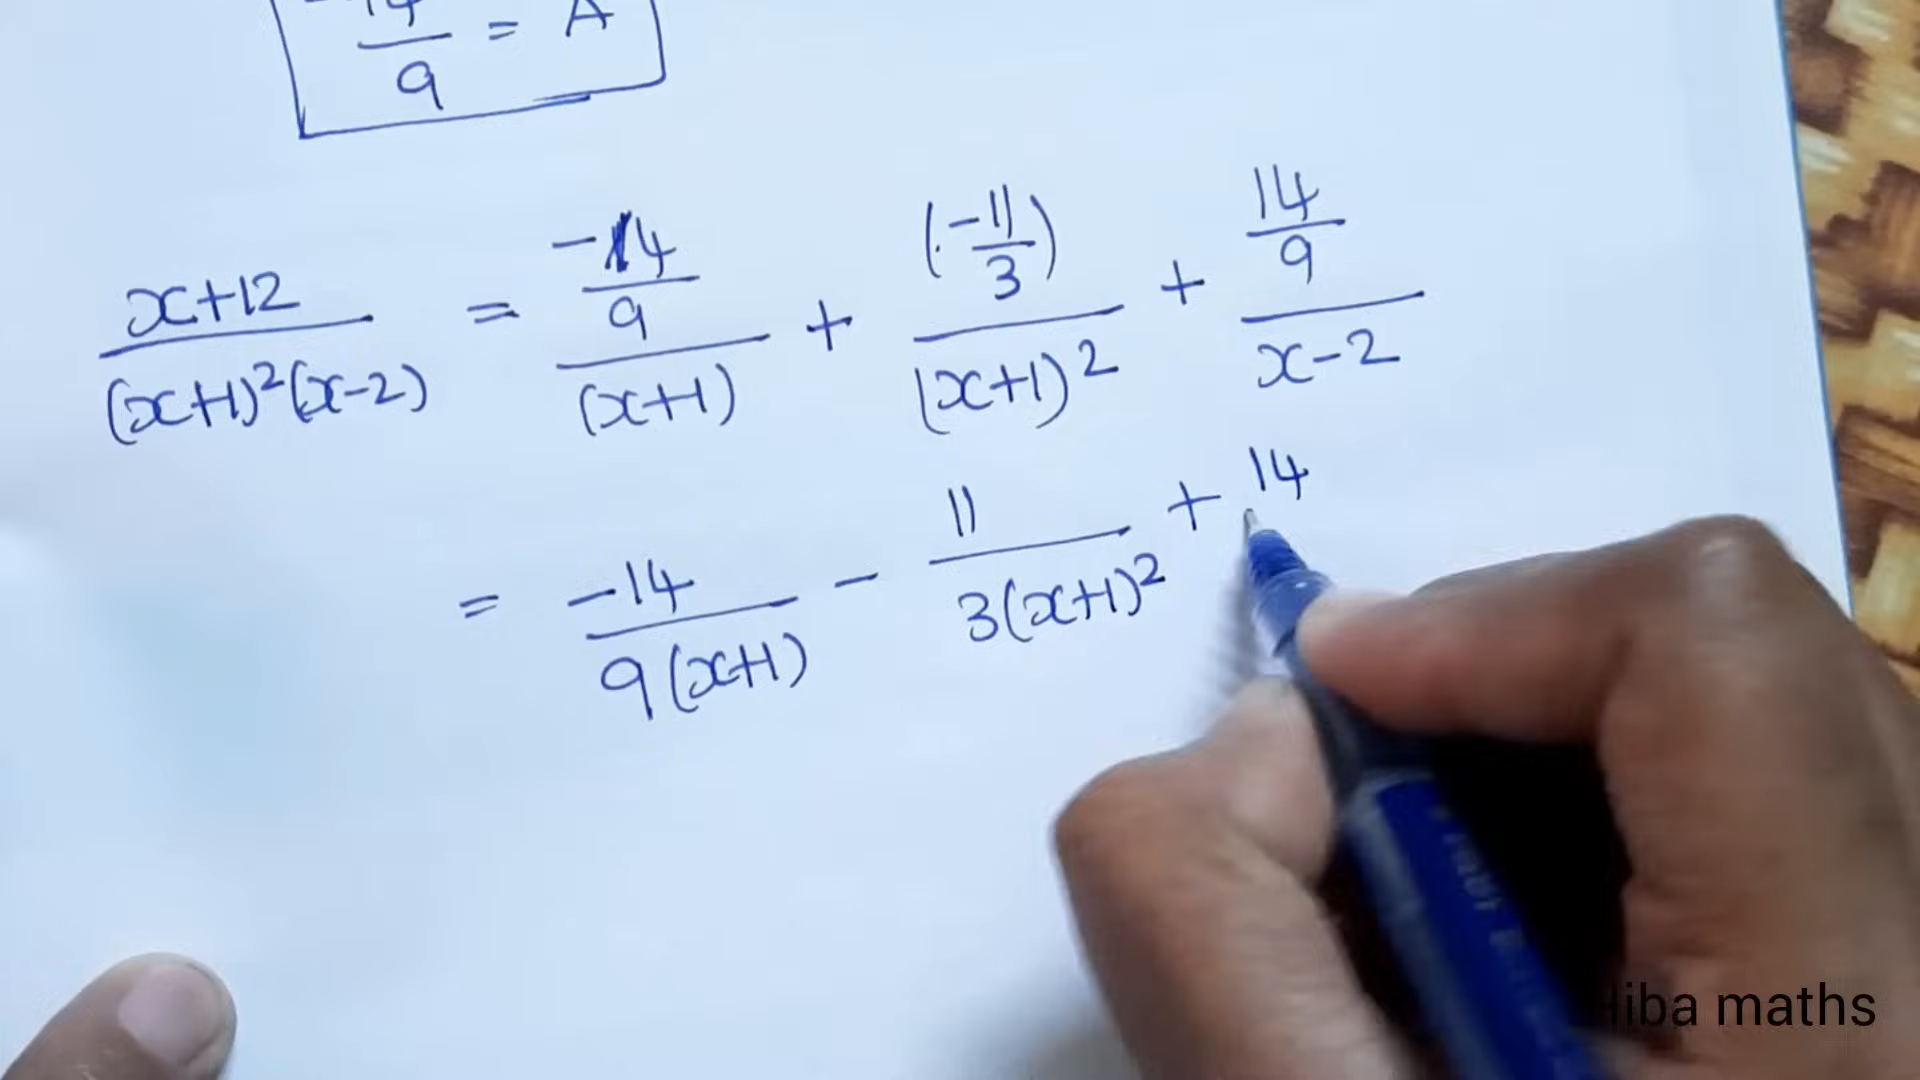 -14/9 = A
x+12/(x+1)²(x-2) = -14/9/(x+1) + (-11/3)/(x+1)² + 14/9/x-2
= -14/9(x+1) - 11/3(x+1)² + 14
Hiba maths